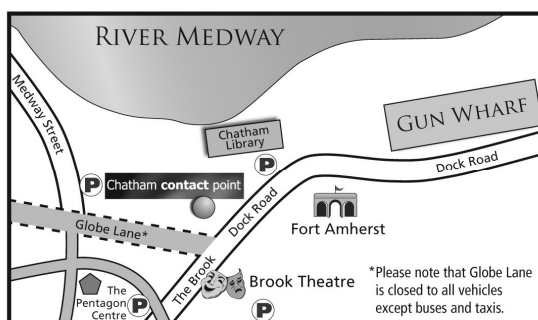 RIVER MEDWAY
Medway Street
GUN WHARF
Chatham
Library
P
Dock Road
P
Chatham contact point
Dock Road
Fort Amherst
Globe Lane*
The Brook
Brook Theatre
*Please note that Globe Lane
is closed to all vehicles
except buses and taxis.
The
Pentagon
Centre
P
P